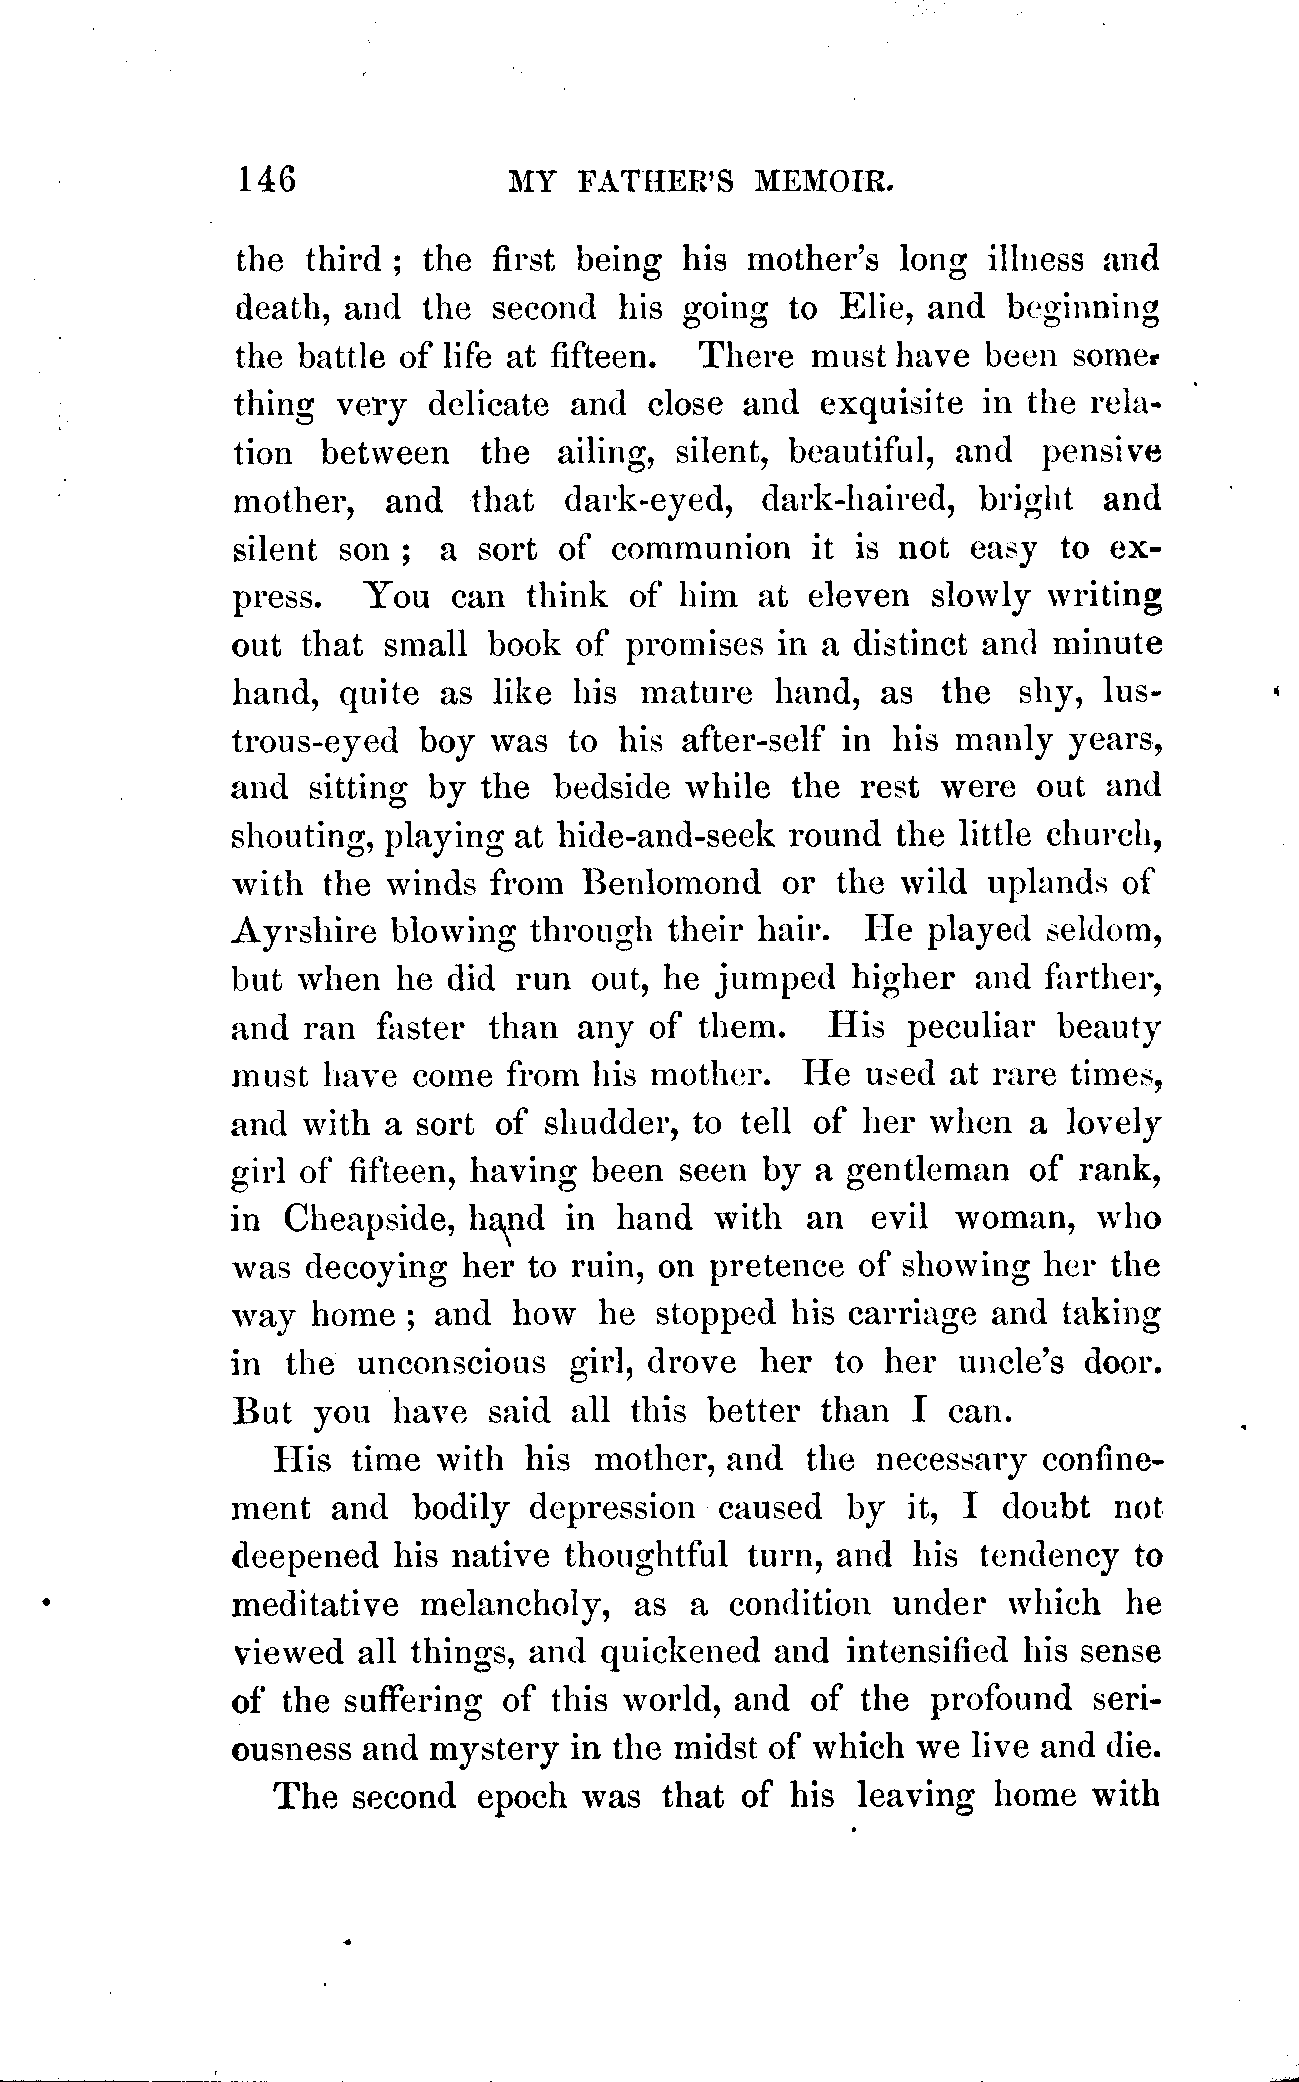 146 MY FATHER'S MEMOIR.
the third ; the first being his mother's long illness and
death, and the second his going to Elie, and beginning
the battle of life at fifteen. There must have been some-
thing very delicate and close and exquisite in the rela-
tion between the ailing, silent, beautiful, and pensive
mother, and that dark-eyed, dark-haired, bright and
silent son ; a sort of communion it is not easy to ex-
press. You can think of him at eleven slowly writing
out that small book of promises in a distinct and minute
hand, quite as like his mature hand, as the shy, lus-
trous-eyed boy was to his after-self in his manly years,
and sitting by the bedside while the rest were out and
shouting, playing at hide-and-seek round the little church,
with the winds from Benlomond or the wild uplands of
Ayrshire blowing through their hair. He played seldom,
but when he did run out, he jumped higher and farther,
and ran faster than any of them. His peculiar beauty
must have come from his mother. He used at rare times,
and with a sort of shudder, to tell of her when a lovely
girl of fifteen, having been seen by a gentleman of rank,
in Cheapside, hand in hand with an evil woman, who
was decoying her to ruin, on pretence of showing her the
way home ; and how he stopped his carriage and taking
in the unconscious girl, drove her to her uncle's door.
But you have said all this better than I can.
His time with his mother, and the necessary confine-
ment and bodily depression caused by it, I doubt not
deepened his native thoughtful turn, and his tendency to
meditative melancholy, as a condition under which he
viewed all things, and quickened and intensified his sense
of the suffering of this world, and of the profound seri-
ousness and mystery in the midst of which we live and die.
The second epoch was that of his leaving home with